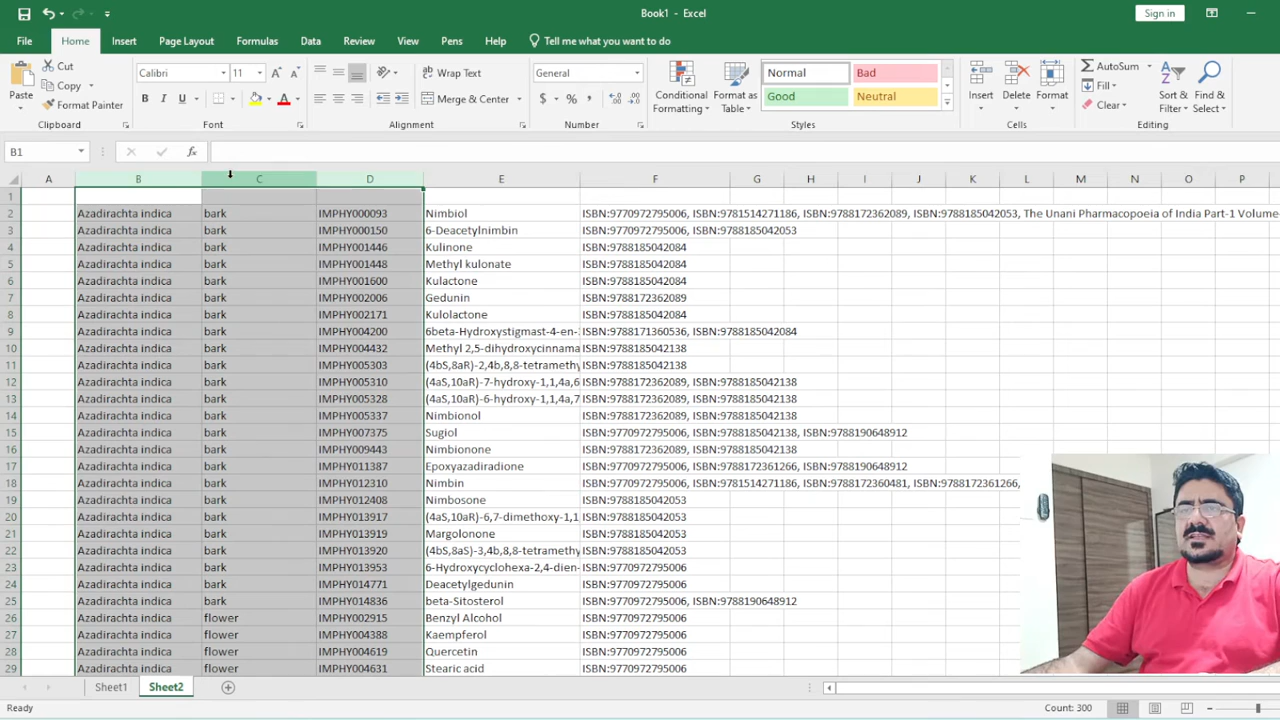 Book1 - Excel
Sign in
File Home Insert Page Layout Formulas Data Review View Pens Help Tell me what you want to do
Paste
Cut
Copy
Format Painter
Clipboard
Calibri 11
B I U
Font
Wrap Text
Merge & Center
Alignment
General
$ % ,
Number
Conditional Formatting
Format as Table
Normal Bad
Good Neutral
Styles
Insert Delete Format
Cells
AutoSum
Fill
Clear
Sort & Filter
Find & Select
Editing
B1 fx
A B C D E F G H I J K L M N O P
1
2 Azadirachta indica bark IMPHY000093 Nimbiol ISBN:9770972795006, ISBN:9781514271186, ISBN:9788172362089, ISBN:9788185042053, The Unani Pharmacopoeia of India Part-1 Volume
3 Azadirachta indica bark IMPHY000150 6-Deacetylnimbin ISBN:9770972795006, ISBN:9788185042053
4 Azadirachta indica bark IMPHY001446 Kulinone ISBN:9788185042084
5 Azadirachta indica bark IMPHY001448 Methyl kulonate ISBN:9788185042084
6 Azadirachta indica bark IMPHY001600 Kulactone ISBN:9788185042084
7 Azadirachta indica bark IMPHY002006 Gedunin ISBN:9788172362089
8 Azadirachta indica bark IMPHY002171 Kulolactone ISBN:9788185042084
9 Azadirachta indica bark IMPHY004200 6beta-Hydroxystigmast-4-en- ISBN:9788171360536, ISBN:9788185042084
10 Azadirachta indica bark IMPHY004432 Methyl 2,5-dihydroxycinnama ISBN:9788185042138
11 Azadirachta indica bark IMPHY005303 (4bS,8aR)-2,4b,8,8-tetramethy ISBN:9788185042138
12 Azadirachta indica bark IMPHY005310 (4aS,10aR)-7-hydroxy-1,1,4a,6 ISBN:9788172362089, ISBN:9788185042138
13 Azadirachta indica bark IMPHY005328 (4aS,10aR)-6-hydroxy-1,1,4a,7 ISBN:9788172362089, ISBN:9788185042138
14 Azadirachta indica bark IMPHY005337 Nimbionol ISBN:9788172362089, ISBN:9788185042138
15 Azadirachta indica bark IMPHY007375 Sugiol ISBN:9770972795006, ISBN:9788185042138, ISBN:9788190648912
16 Azadirachta indica bark IMPHY009443 Nimbionone ISBN:9788172362089, ISBN:9788185042138
17 Azadirachta indica bark IMPHY011387 Epoxyazadiradione ISBN:9770972795006, ISBN:9788172361266, ISBN:9788190648912
18 Azadirachta indica bark IMPHY012310 Nimbin ISBN:9770972795006, ISBN:9781514271186, ISBN:9788172360481, ISBN:9788172361266,
19 Azadirachta indica bark IMPHY012408 Nimbosone ISBN:9788185042053
20 Azadirachta indica bark IMPHY013917 (4aS,10aR)-6,7-dimethoxy-1,1 ISBN:9788185042053
21 Azadirachta indica bark IMPHY013919 Margolonone ISBN:9788185042053
22 Azadirachta indica bark IMPHY013920 (4bS,8aS)-3,4b,8,8-tetramethy ISBN:9788185042053
23 Azadirachta indica bark IMPHY013953 6-Hydroxycyclohexa-2,4-dien- ISBN:9770972795006
24 Azadirachta indica bark IMPHY014771 Deacetylgedunin ISBN:9770972795006
25 Azadirachta indica bark IMPHY014836 beta-Sitosterol ISBN:9770972795006, ISBN:9788190648912
26 Azadirachta indica flower IMPHY002915 Benzyl Alcohol ISBN:9770972795006
27 Azadirachta indica flower IMPHY004388 Kaempferol ISBN:9770972795006
28 Azadirachta indica flower IMPHY004619 Quercetin ISBN:9770972795006
29 Azadirachta indica flower IMPHY004631 Stearic acid ISBN:9770972795006
Sheet1 Sheet2
Ready Count: 300